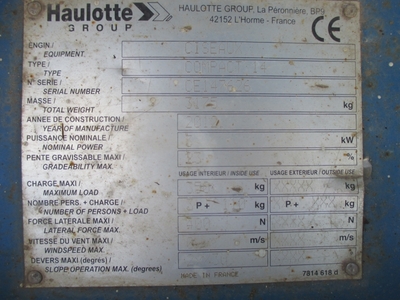 Haulotte
GROUP
HAULOTTE GROUP, La Péronnière, BP9
42152 L'Horme - France
ENGIN /
EQUIPMENT
TYPE /
TYPE
N° SERIE /
SERIAL NUMBER
MASSE /
TOTAL WEIGHT
kg
ANNEE DE CONSTRUCTION /
YEAR OF MANUFACTURE
PUISSANCE NOMINALE /
NOMINAL POWER
kW
PENTE GRAVISSABLE MAXI /
GRADEABILITY MAX.
%
USAGE INTERIEUR / INSIDE USE
USAGE EXTERIEUR / OUTSIDE USE
CHARGE MAXI /
MAXIMUM LOAD
kg
kg
NOMBRE PERS. + CHARGE /
NUMBER OF PERSONS + LOAD
P + kg
P + kg
FORCE LATERALE MAXI /
LATERAL FORCE MAX.
N
N
VITESSE DU VENT MAXI /
WINDSPEED MAX.
m/s
m/s
DEVERS MAXI (degrés) /
SLOPE OPERATION MAX. (degrees)
MADE IN FRANCE
7814 618 d